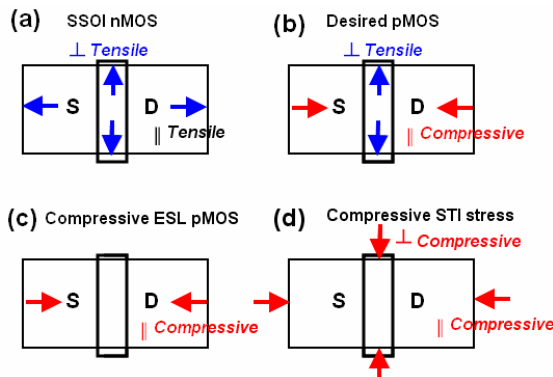 (a) SSOI nMOS
⊥ Tensile
S D
|| Tensile
(b) Desired pMOS
⊥ Tensile
S D
|| Compressive
(c) Compressive ESL pMOS
S D
|| Compressive
(d) Compressive STI stress
⊥ Compressive
S D
|| Compressive